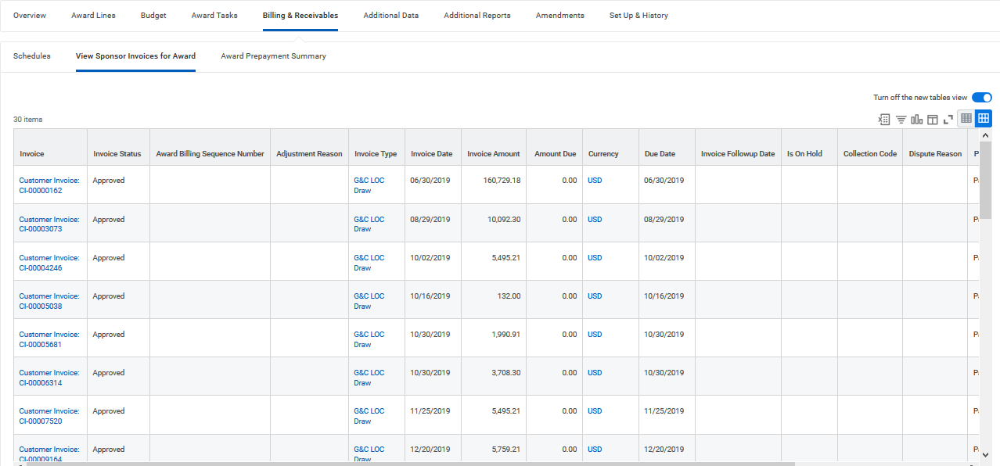 Overview Award Lines Budget Award Tasks Billing & Receivables Additional Data Additional Reports Amendments Set Up & History
Schedules View Sponsor Invoices for Award Award Prepayment Summary
Turn off the new tables view
30 items
Invoice Invoice Status Award Billing Sequence Number Adjustment Reason Invoice Type Invoice Date Invoice Amount Amount Due Currency Due Date Invoice Followup Date Is On Hold Collection Code Dispute Reason
Customer Invoice: Approved G&C LOC 06/30/2019 160,729.18 0.00 USD 06/30/2019
CI-00000162 Draw
Customer Invoice: Approved G&C LOC 08/29/2019 10,092.30 0.00 USD 08/29/2019
CI-00003073 Draw
Customer Invoice: Approved G&C LOC 10/02/2019 5,495.21 0.00 USD 10/02/2019
CI-00004246 Draw
Customer Invoice: Approved G&C LOC 10/16/2019 132.00 0.00 USD 10/16/2019
CI-00005038 Draw
Customer Invoice: Approved G&C LOC 10/30/2019 1,990.91 0.00 USD 10/30/2019
CI-00005681 Draw
Customer Invoice: Approved G&C LOC 10/30/2019 3,708.30 0.00 USD 10/30/2019
CI-00006314 Draw
Customer Invoice: Approved G&C LOC 11/25/2019 5,495.21 0.00 USD 11/25/2019
CI-00007520 Draw
Customer Invoice: Approved G&C LOC 12/20/2019 5,759.21 0.00 USD 12/20/2019
CI-00009164 Draw